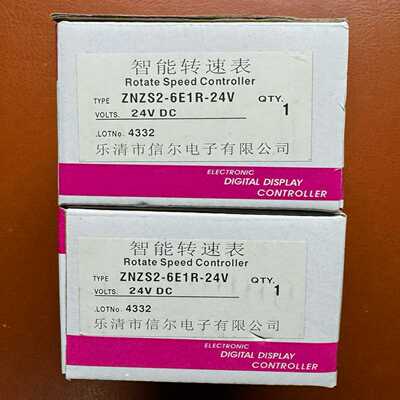 智能转速表
Rotate Speed Controller
TYPE ZNZS2-6E1R-24V QTY.
VOLTS. 24V DC 1
.LOTNo. 4332
乐清市信尔电子有限公司
ELECTRONIC
DIGITAL DISPLAY
CONTROLLER
智能转速表
Rotate Speed Controller
TYPE ZNZS2-6E1R-24V QTY.
VOLTS. 24V DC 1
.LOTNo. 4332
乐清市信尔电子有限公司
ELECTRONIC
DIGITAL DISPLAY
CONTROLLER